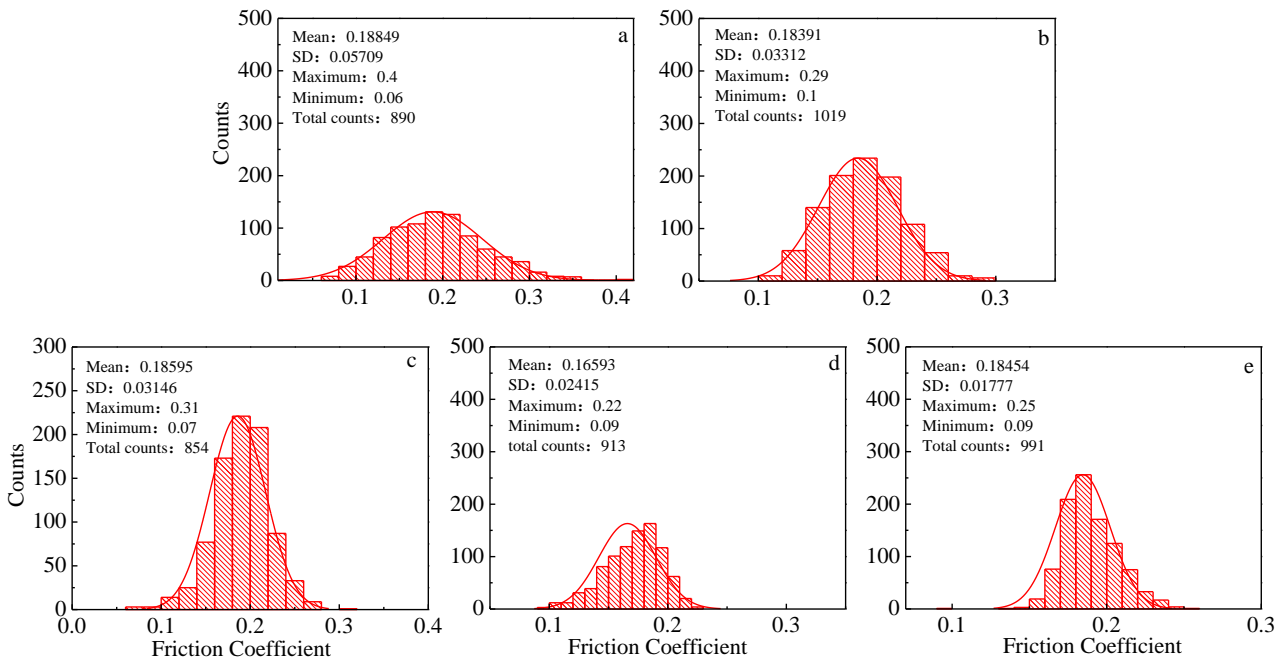 a
Mean：0.18849
SD：0.05709
Maximum：0.4
Minimum：0.06
Total counts：890
500
400
300
200
100
0
Counts
0.1
0.2
0.3
0.4
b
Mean：0.18391
SD：0.03312
Maximum：0.29
Minimum：0.1
Total counts：1019
500
400
300
200
100
0
0.1
0.2
0.3
c
Mean：0.18595
SD：0.03146
Maximum：0.31
Minimum：0.07
Total counts：854
300
250
200
150
100
50
0
Counts
0.0
0.1
0.2
0.3
0.4
Friction Coefficient
d
Mean：0.16593
SD：0.02415
Maximum：0.22
Minimum：0.09
total counts：913
500
400
300
200
100
0
0.1
0.2
0.3
Friction Coefficient
e
Mean：0.18454
SD：0.01777
Maximum：0.25
Minimum：0.09
Total counts：991
500
400
300
200
100
0
0.1
0.2
0.3
Friction Coefficient